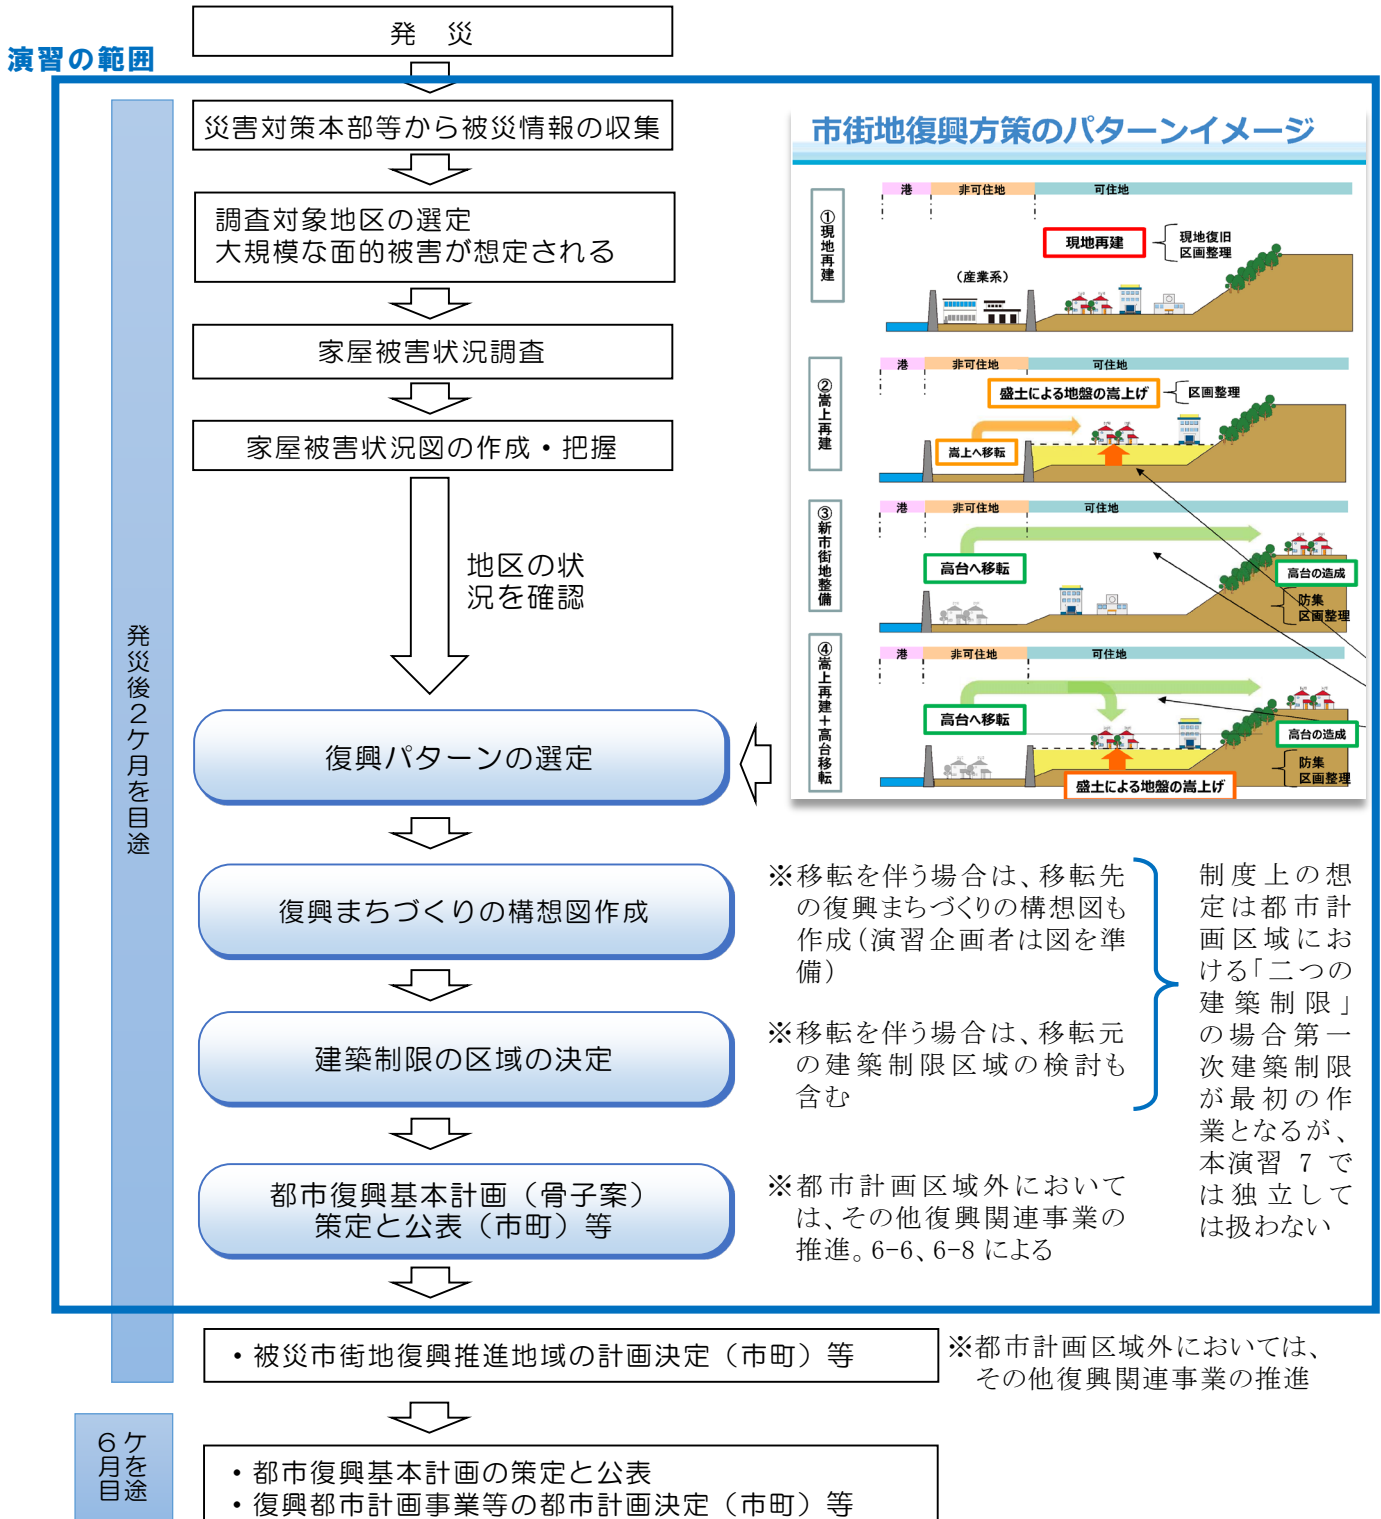 発　災
演習の範囲
発災後２ケ月を目途
災害対策本部等から被災情報の収集
調査対象地区の選定
大規模な面的被害が想定される
家屋被害状況調査
家屋被害状況図の作成・把握
地区の状
況を確認
市街地復興方策のパターンイメージ
①現地再建
港
非可住地
可住地
現地再建
現地復旧
区画整理
（産業系）
②嵩上再建
港
非可住地
可住地
盛土による地盤の嵩上げ
区画整理
嵩上へ移転
③新市街地整備
港
非可住地
可住地
高台へ移転
高台の造成
防集
区画整理
④嵩上再建＋高台移転
港
非可住地
可住地
高台へ移転
高台の造成
防集
区画整理
盛土による地盤の嵩上げ
復興パターンの選定
復興まちづくりの構想図作成
※移転を伴う場合は、移転先
の復興まちづくりの構想図も
作成（演習企画者は図を準
備）
建築制限の区域の決定
※移転を伴う場合は、移転元
の建築制限区域の検討も
含む
制度上の想
定は都市計
画区域にお
ける「二つの
建築制限」
の場合第一
次建築制限
が最初の作
業となるが、
本演習 7 で
は独立して
は扱わない
都市復興基本計画（骨子案）
策定と公表（市町）等
※都市計画区域外において
は、その他復興関連事業の
推進。6-6、6-8 による
・被災市街地復興推進地域の計画決定（市町）等
※都市計画区域外においては、
その他復興関連事業の推進
６ケ
月を
目途
・都市復興基本計画の策定と公表
・復興都市計画事業等の都市計画決定（市町）等